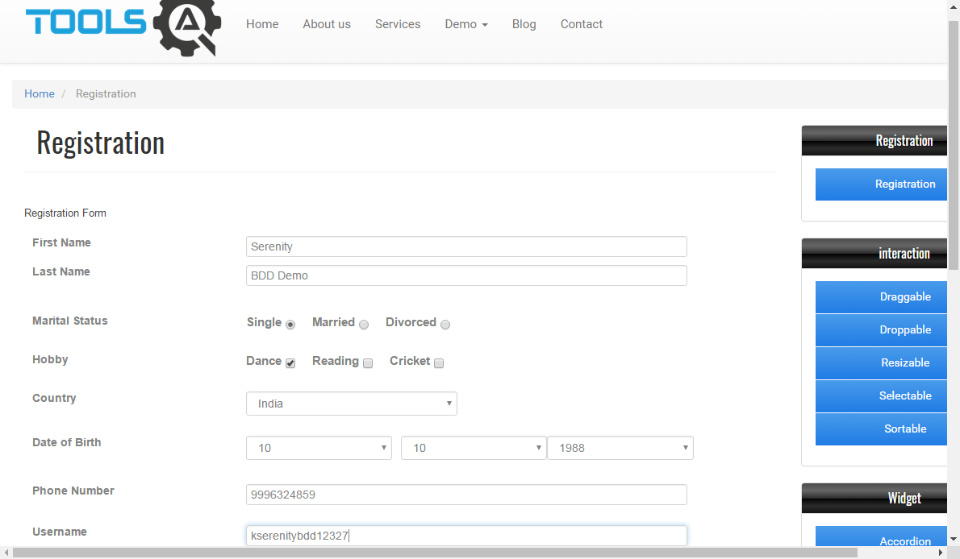 TOOLS QA
Home About us Services Demo Blog Contact
Home / Registration
Registration
Registration Form
First Name Serenity
Last Name BDD Demo
Marital Status Single Married Divorced
Hobby Dance Reading Cricket
Country India
Date of Birth 10 10 1988
Phone Number 9996324859
Username kserenitybdd12327
Registration
Registration
interaction
Draggable
Droppable
Resizable
Selectable
Sortable
Widget
Accordion